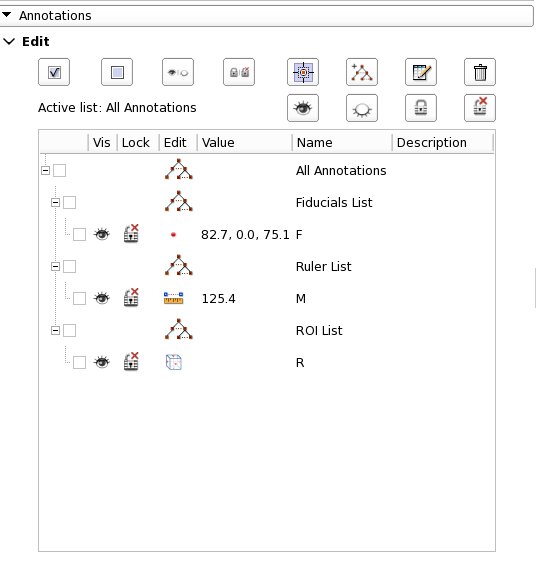 Annotations
Edit
Active list: All Annotations
Vis Lock Edit Value Name Description
All Annotations
Fiducials List
82.7, 0.0, 75.1 F
Ruler List
125.4 M
ROI List
R